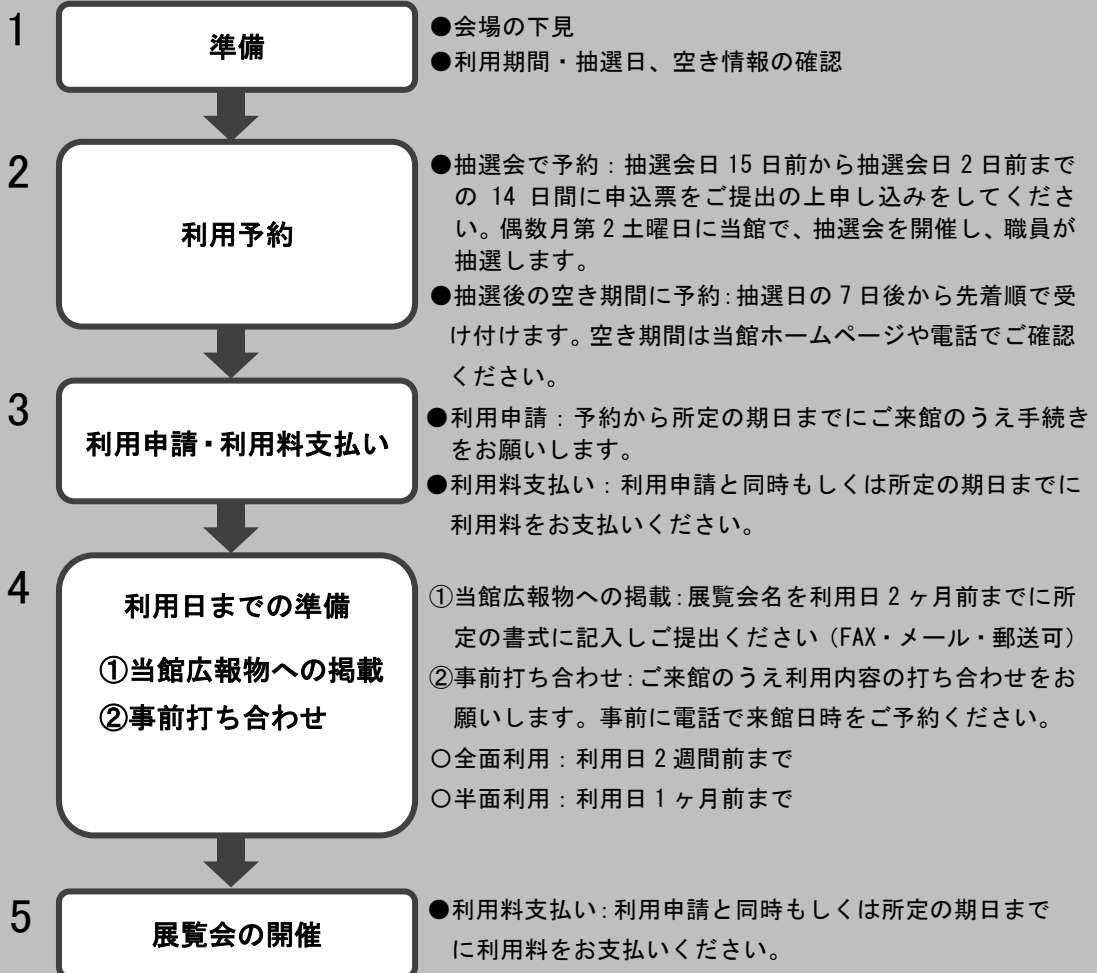 1
準備
●会場の下見
●利用期間・抽選日、空き情報の確認
2
利用予約
●抽選会で予約：抽選会日 15 日前から抽選会日 2 日前まで
の 14 日間に申込票をご提出の上申し込みをしてくださ
い。偶数月第 2 土曜日に当館で、抽選会を開催し、職員が
抽選します。
●抽選後の空き期間に予約：抽選日の 7 日後から先着順で受
け付けます。空き期間は当館ホームページや電話でご確認
ください。
3
利用申請・利用料支払い
●利用申請：予約から所定の期日までにご来館のうえ手続き
をお願いします。
●利用料支払い：利用申請と同時もしくは所定の期日までに
利用料をお支払いください。
4
利用日までの準備
①当館広報物への掲載
②事前打ち合わせ
①当館広報物への掲載：展覧会名を利用日 2 ヶ月前までに所
定の書式に記入しご提出ください（FAX・メール・郵送可）
②事前打ち合わせ：ご来館のうえ利用内容の打ち合わせをお
願いします。事前に電話で来館日時をご予約ください。
○全面利用：利用日 2 週間前まで
○半面利用：利用日 1 ヶ月前まで
5
展覧会の開催
●利用料支払い：利用申請と同時もしくは所定の期日まで
に利用料をお支払いください。